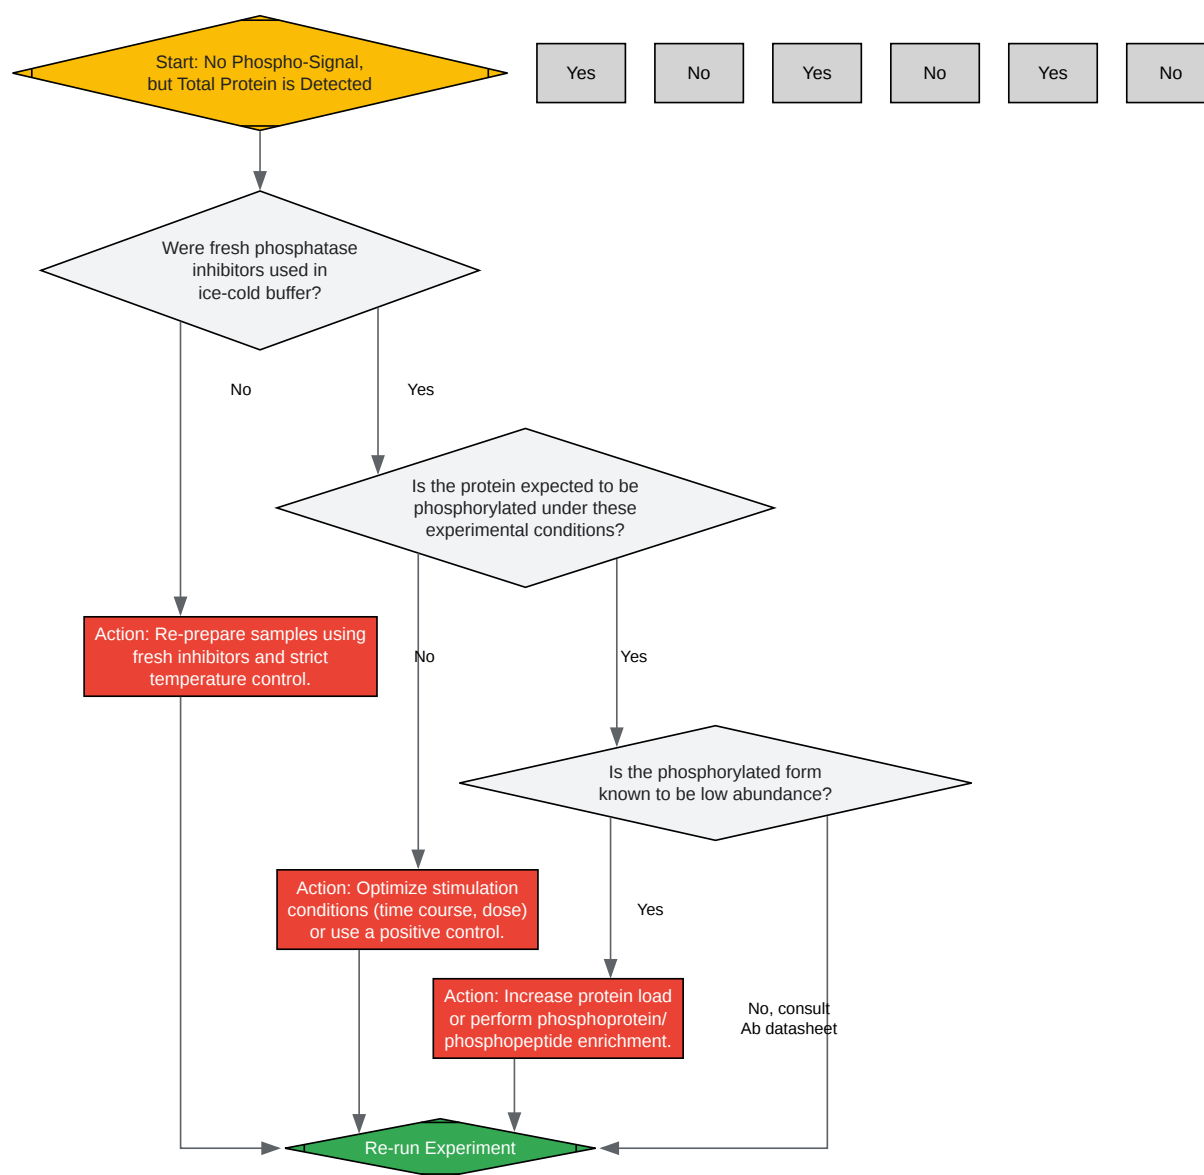 Start: No Phospho-Signal,
but Total Protein is Detected
Yes
No
Yes
No
Yes
No
Were fresh phosphatase
inhibitors used in
ice-cold buffer?
No
Yes
Is the protein expected to be
phosphorylated under these
experimental conditions?
Action: Re-prepare samples using
fresh inhibitors and strict
temperature control.
No
Yes
Is the phosphorylated form
known to be low abundance?
Action: Optimize stimulation
conditions (time course, dose)
or use a positive control.
Yes
Action: Increase protein load
or perform phosphoprotein/
phosphopeptide enrichment.
No, consult
Ab datasheet
Re-run Experiment